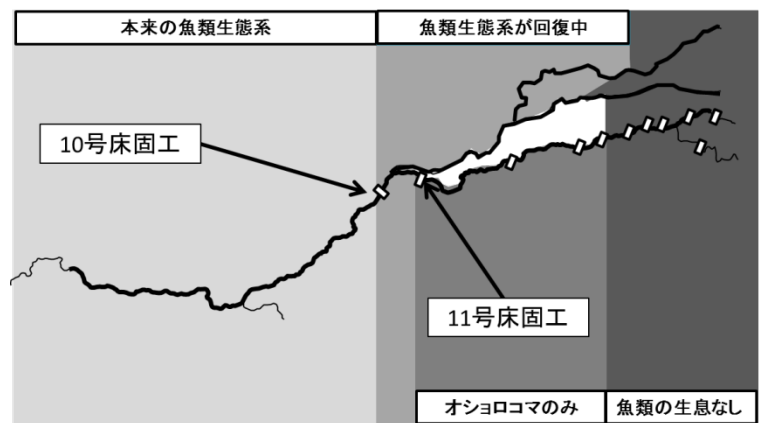 本来の魚類生態系
魚類生態系が回復中
10号床固工
11号床固工
オショロコマのみ
魚類の生息なし